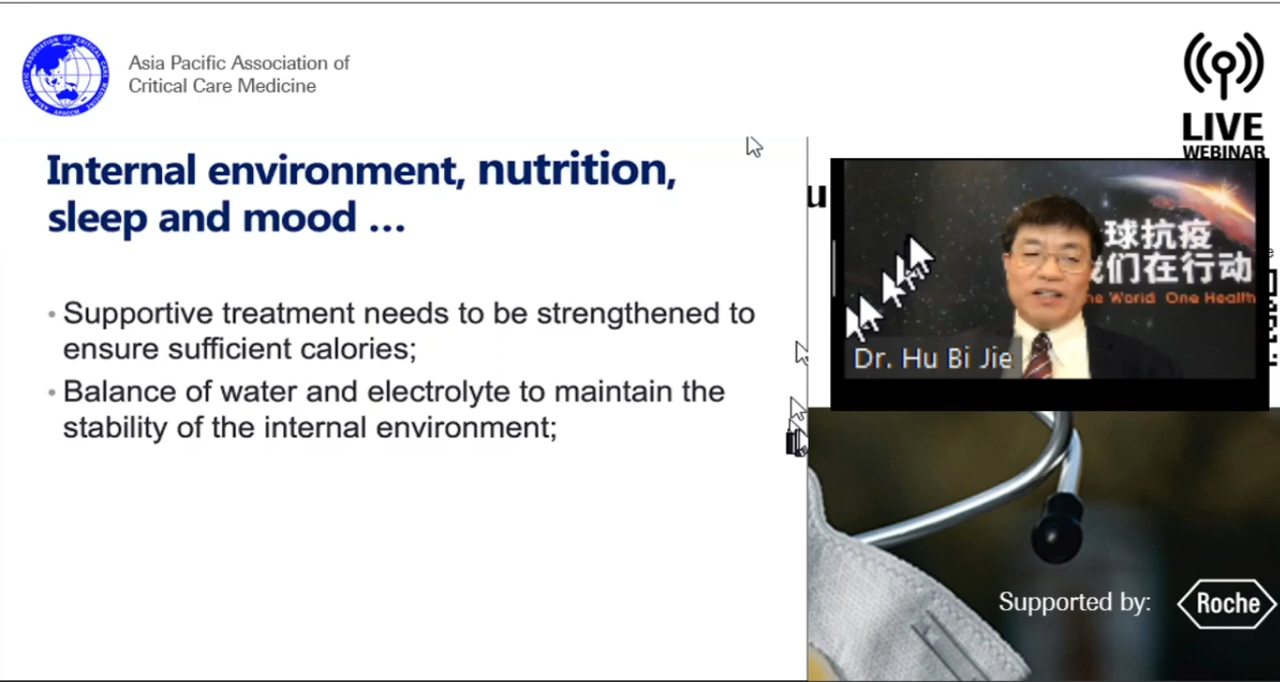 Asia Pacific Association of
Critical Care Medicine
LIVE
WEBINAR
Internal environment, nutrition,
sleep and mood ...
• Supportive treatment needs to be strengthened to
ensure sufficient calories;
• Balance of water and electrolyte to maintain the
stability of the internal environment;
球抗疫
我们在行动
One Health
Dr. Hu Bi Jie
Supported by:
Roche